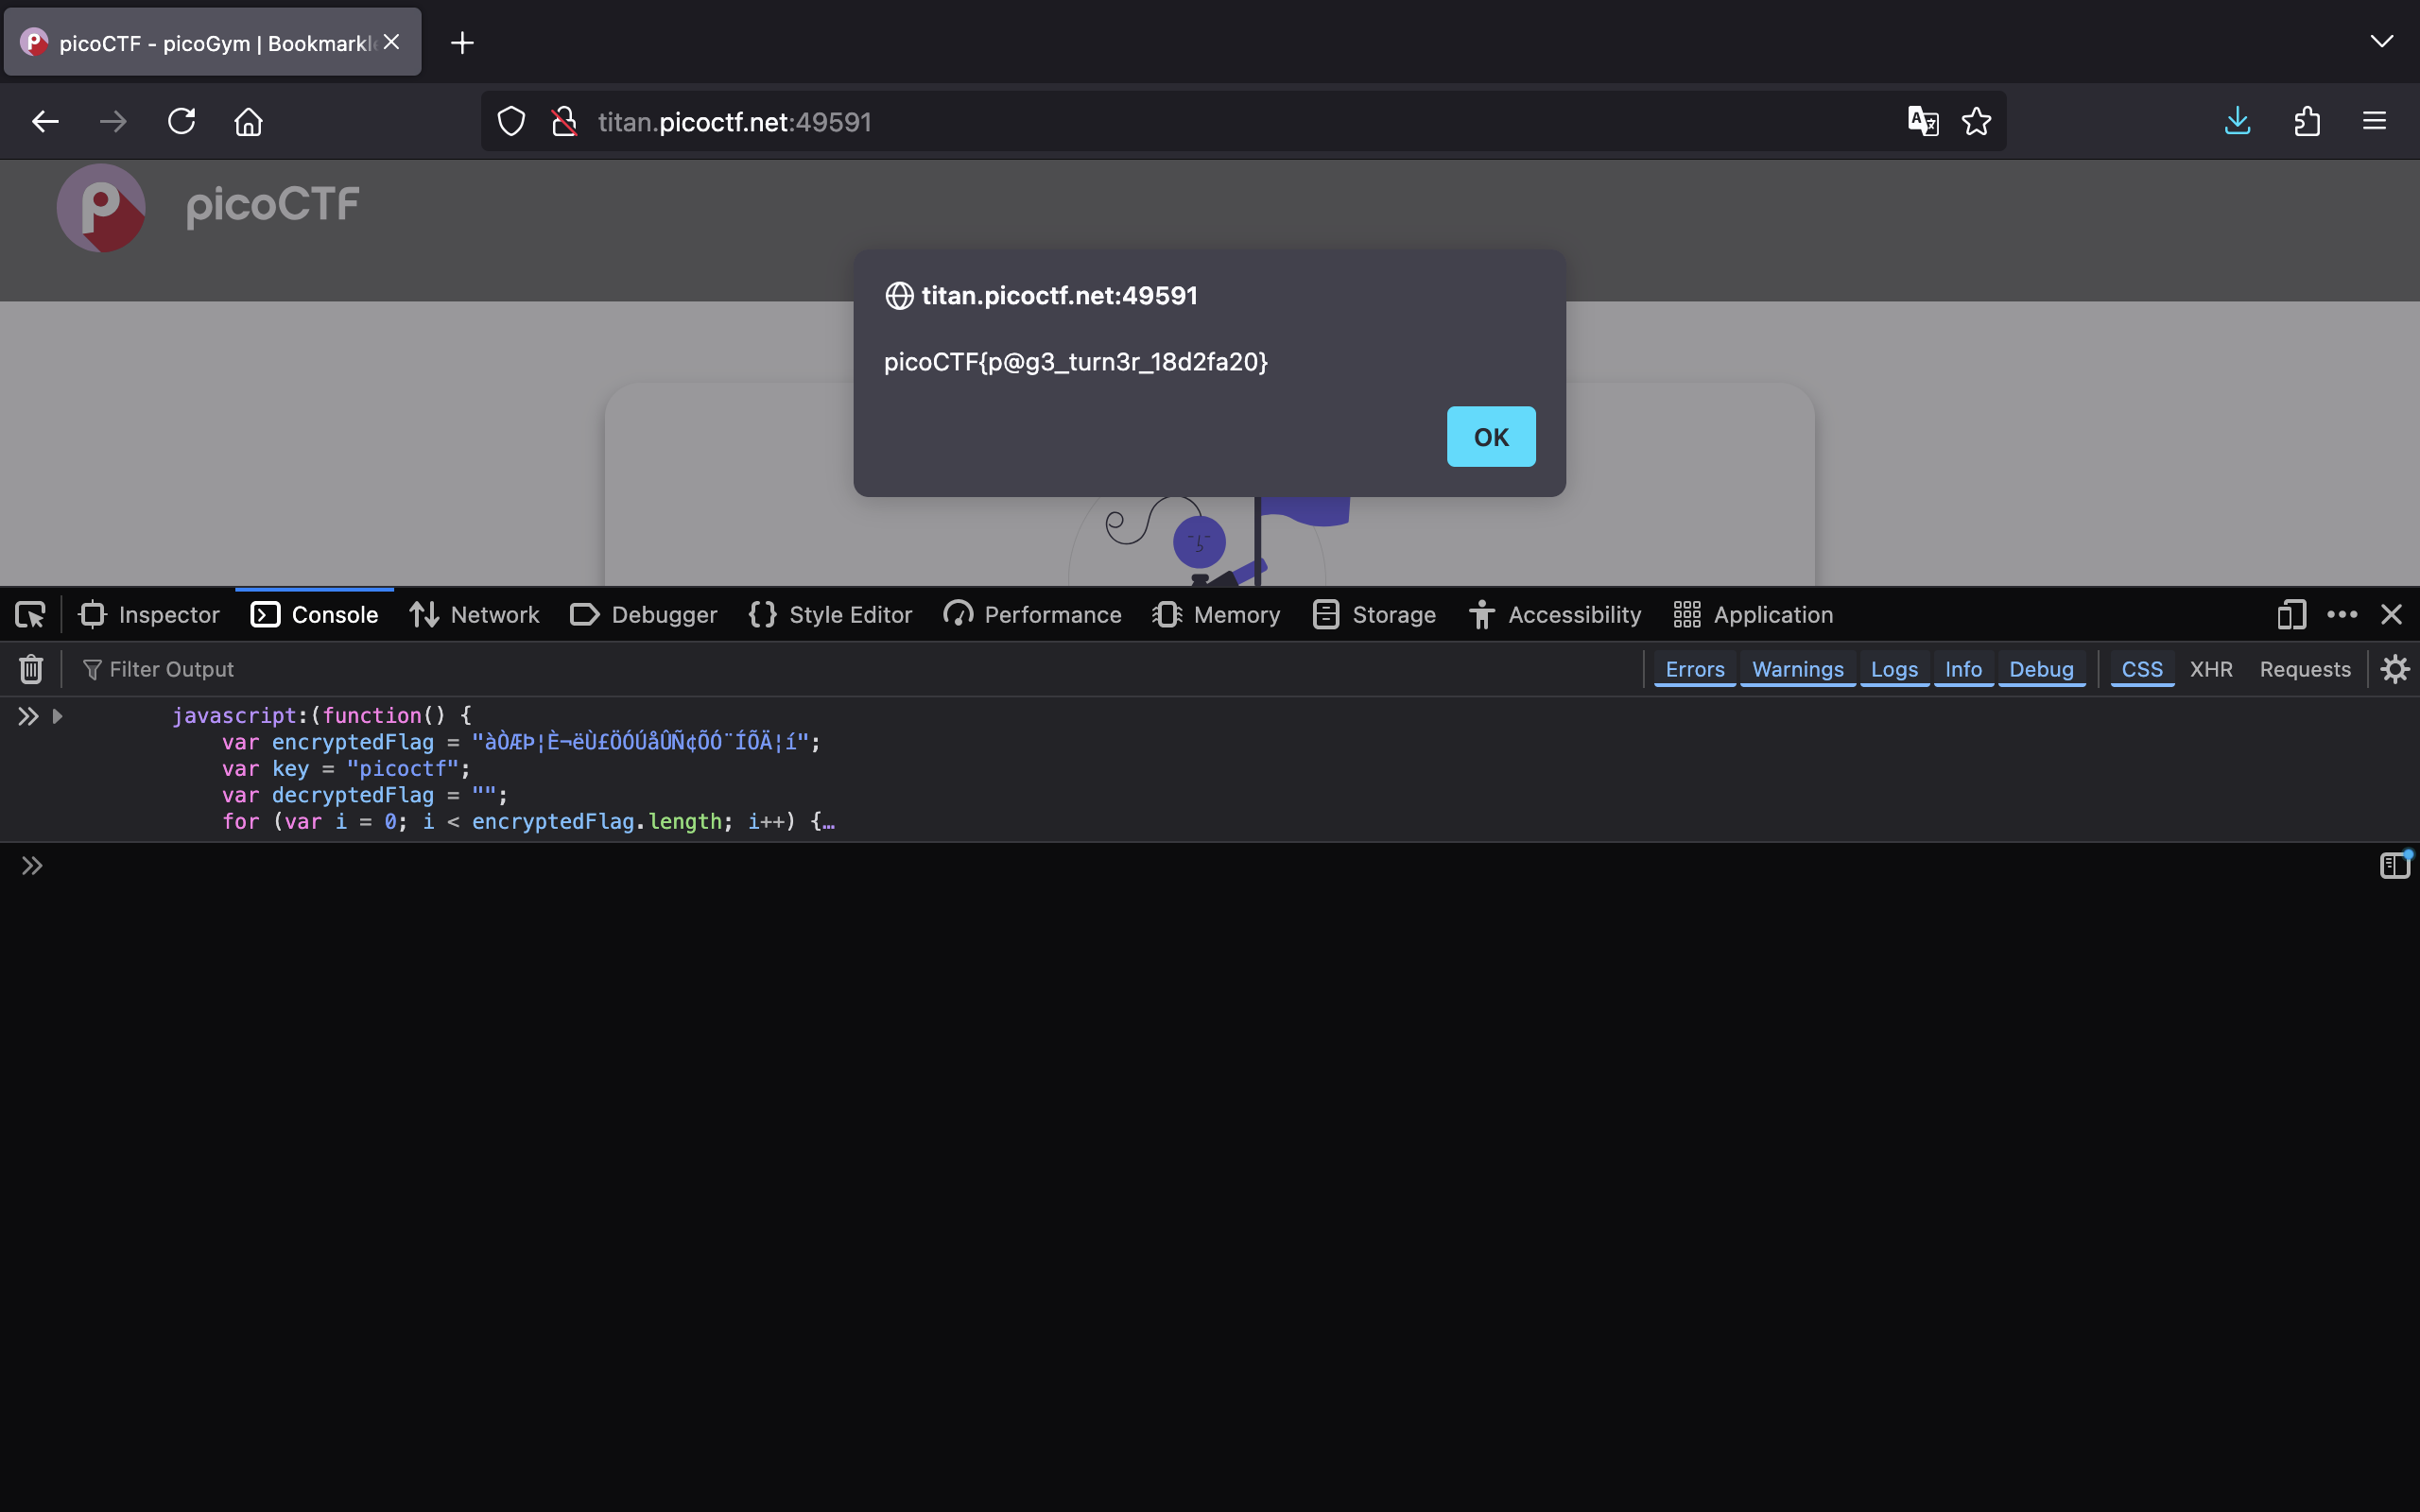 picoCTF - picoGym | Bookmarkl
titan.picoctf.net:49591
picoCTF
titan.picoctf.net:49591
picoCTF{p@g3_turn3r_18d2fa20}
OK
Inspector Console Network Debugger Style Editor Performance Memory Storage Accessibility Application
Filter Output Errors Warnings Logs Info Debug CSS XHR Requests
javascript:(function() {
var encryptedFlag = "àÒÆÞ¦È¬ëÙ£ÖÓÚåÛÑ¢ÕÓ¨ÍÕÄ¦í";
var key = "picoctf";
var decryptedFlag = "";
for (var i = 0; i < encryptedFlag.length; i++) {…